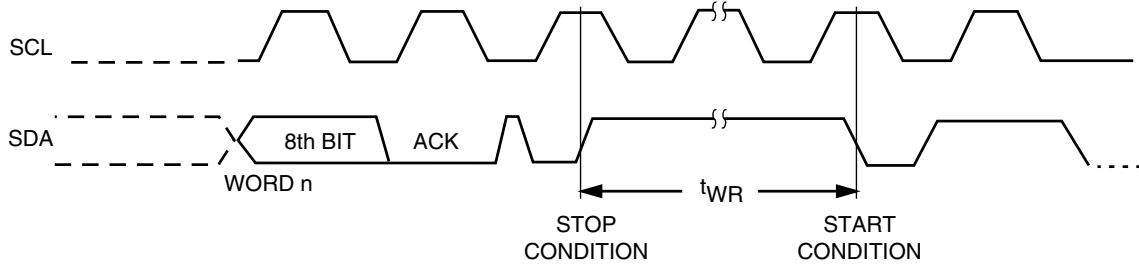 SCL
SDA
8th BIT
ACK
WORD n
tWR
STOP
CONDITION
START
CONDITION